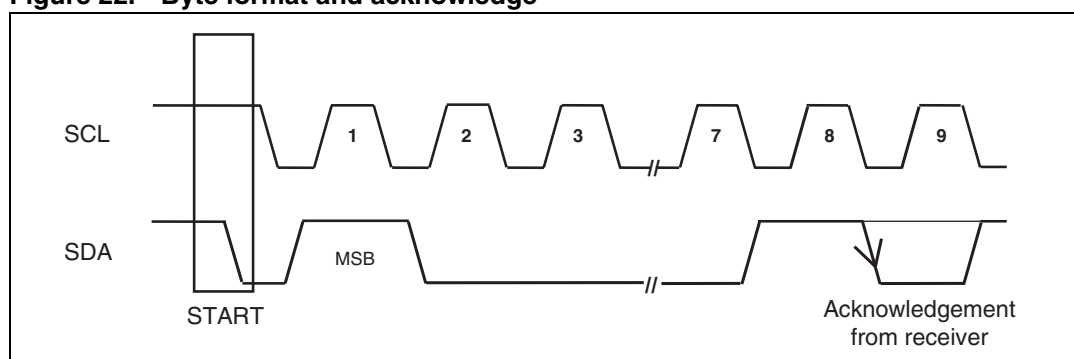 Figure 22. Byte format and acknowledge
SCL
1 2 3 // 7 8 9
SDA
MSB
//
START
Acknowledgement
from receiver